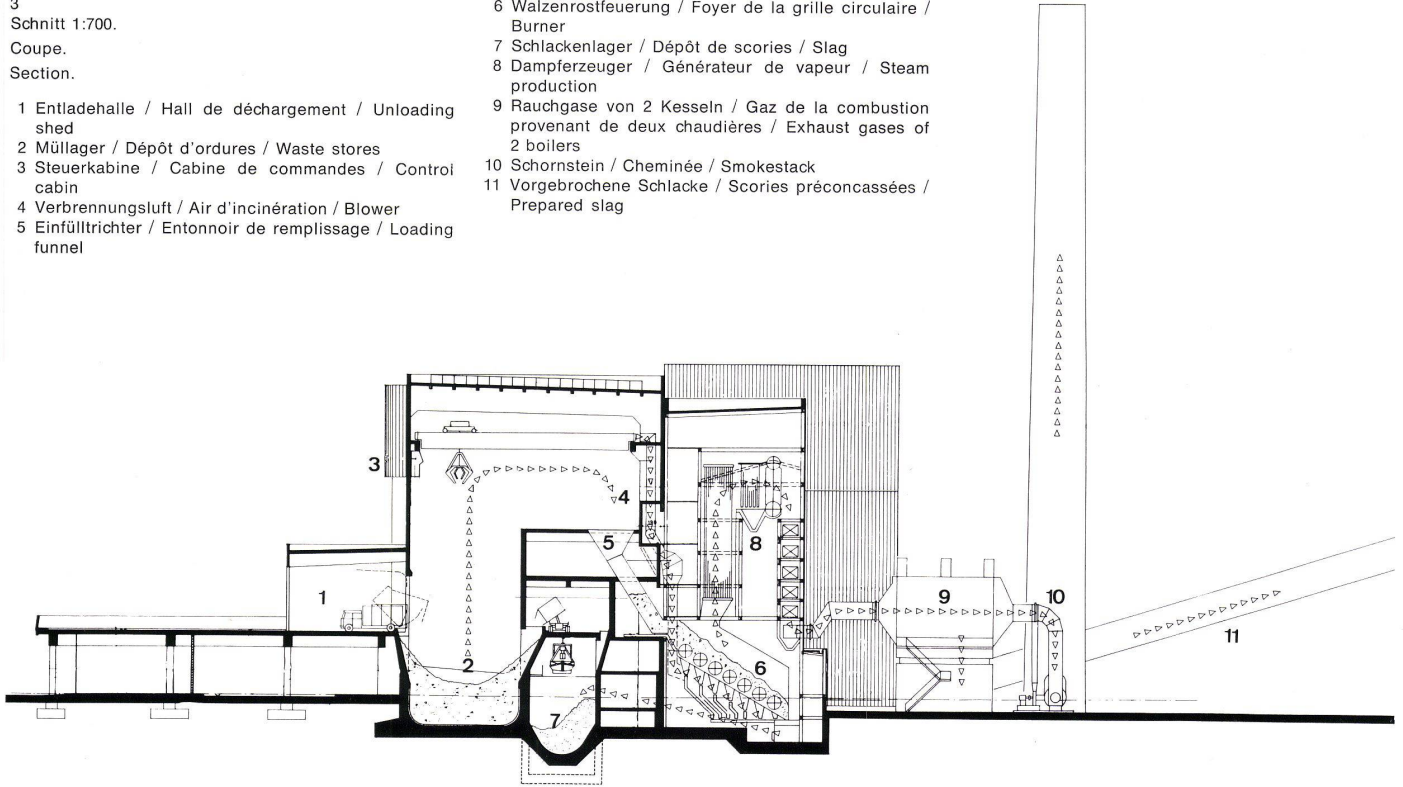 3
Schnitt 1:700.
Coupe.
Section.
1 Entladehalle / Hall de déchargement / Unloading
shed
2 Müllager / Dépôt d'ordures / Waste stores
3 Steuerkabine / Cabine de commandes / Control
cabin
4 Verbrennungsluft / Air d'incinération / Blower
5 Einfülltrichter / Entonnoir de remplissage / Loading
funnel
6 Walzenrostfeuerung / Foyer de la grille circulaire /
Burner
7 Schlackenlager / Dépôt de scories / Slag
8 Dampferzeuger / Générateur de vapeur / Steam
production
9 Rauchgase von 2 Kesseln / Gaz de la combustion
provenant de deux chaudières / Exhaust gases of
2 boilers
10 Schornstein / Cheminée / Smokestack
11 Vorgebrochene Schlacke / Scories préconcassées /
Prepared slag
3
4
5
8
1
9
10
11
2
6
7